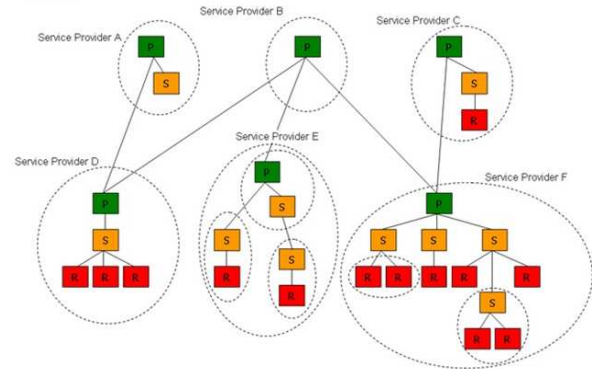 Service Provider B
Service Provider C
Service Provider A
P
P
P
S
S
R
Service Provider E
Service Provider D
Service Provider F
P
P
P
S
S
S
S
S
S
S
R
R
R
R
R
R
R
R
R
R
S
R
R